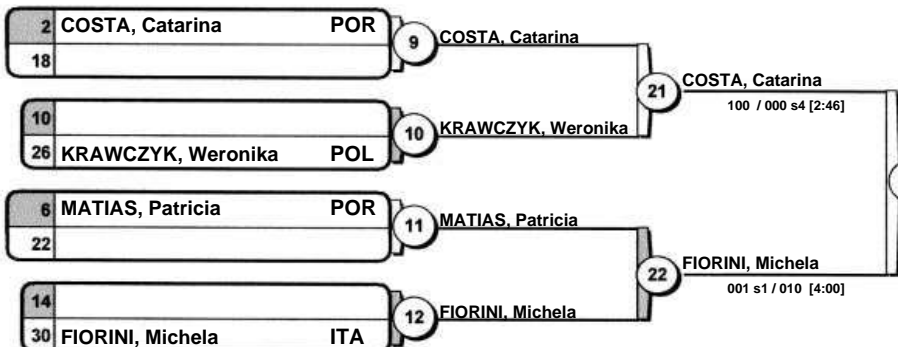 2 COSTA, Catarina POR
18
9 COSTA, Catarina
10
26 KRAWCZYK, Weronika POL
10 KRAWCZYK, Weronika
21 COSTA, Catarina
100 / 000 s4 [2:46]
6 MATIAS, Patricia POR
22
11 MATIAS, Patricia
14
30 FIORINI, Michela ITA
12 FIORINI, Michela
22 FIORINI, Michela
001 s1 / 010 [4:00]